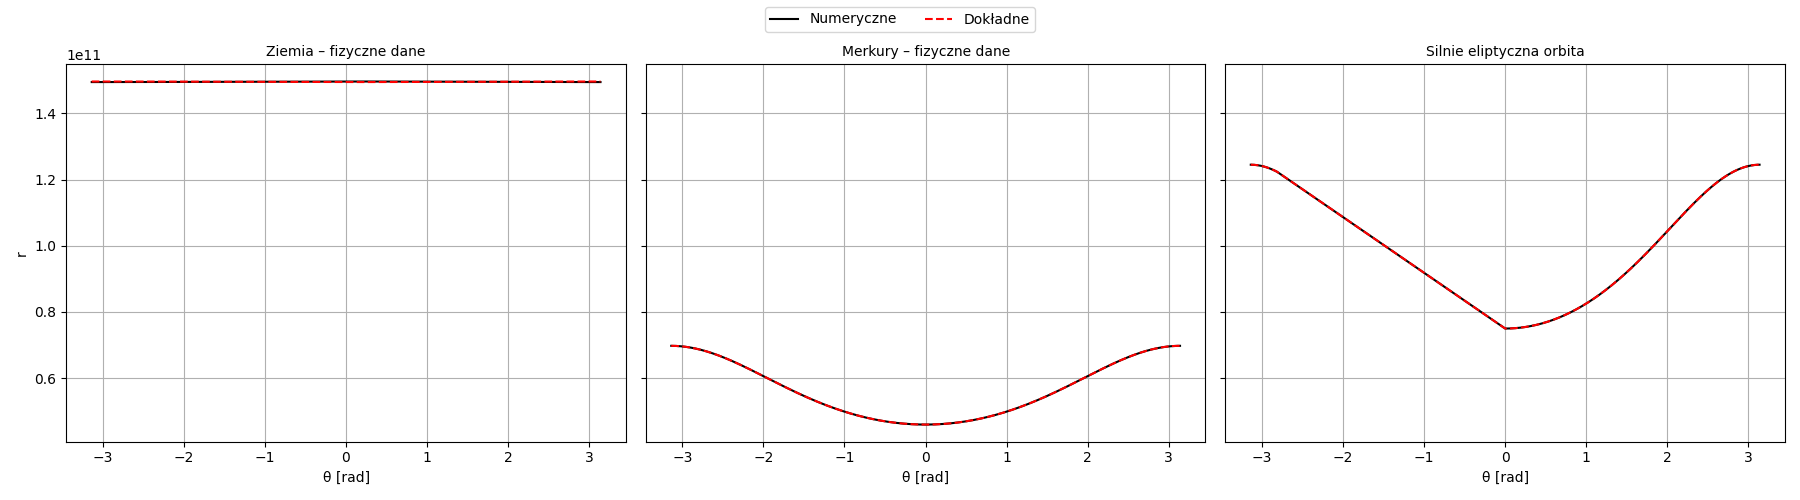 Numeryczne
Dokładne
Ziemia – fizyczne dane
Merkury – fizyczne dane
Silnie eliptyczna orbita
1e11
r
1.4
1.2
1.0
0.8
0.6
−3 −2 −1 0 1 2 3
−3 −2 −1 0 1 2 3
−3 −2 −1 0 1 2 3
θ [rad]
θ [rad]
θ [rad]